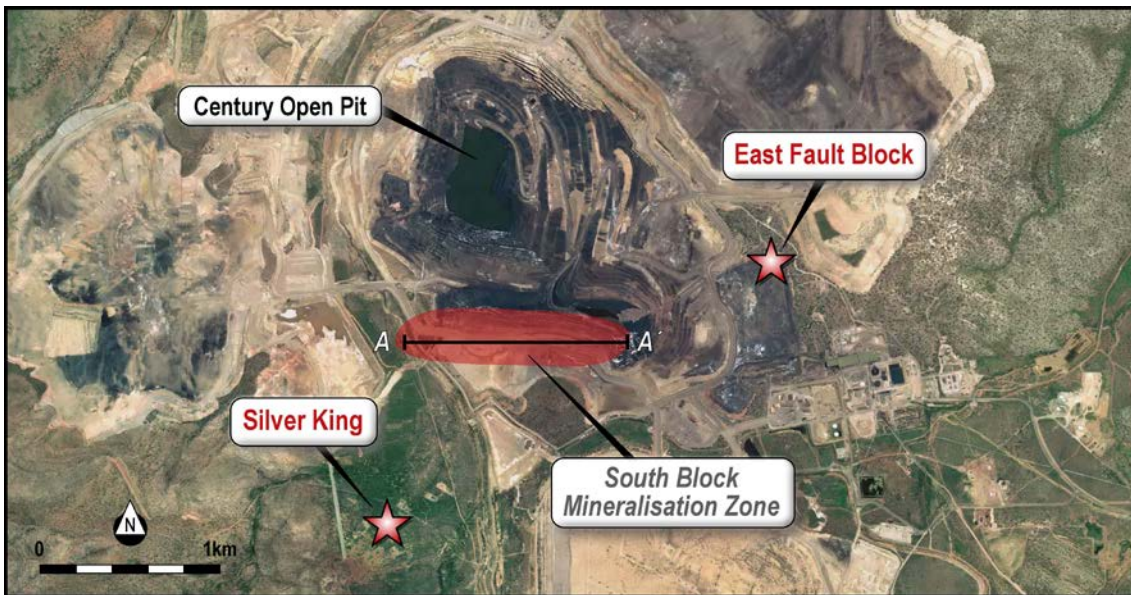 Century Open Pit
East Fault Block
A
A´
Silver King
South Block
Mineralisation Zone
N
0
1km